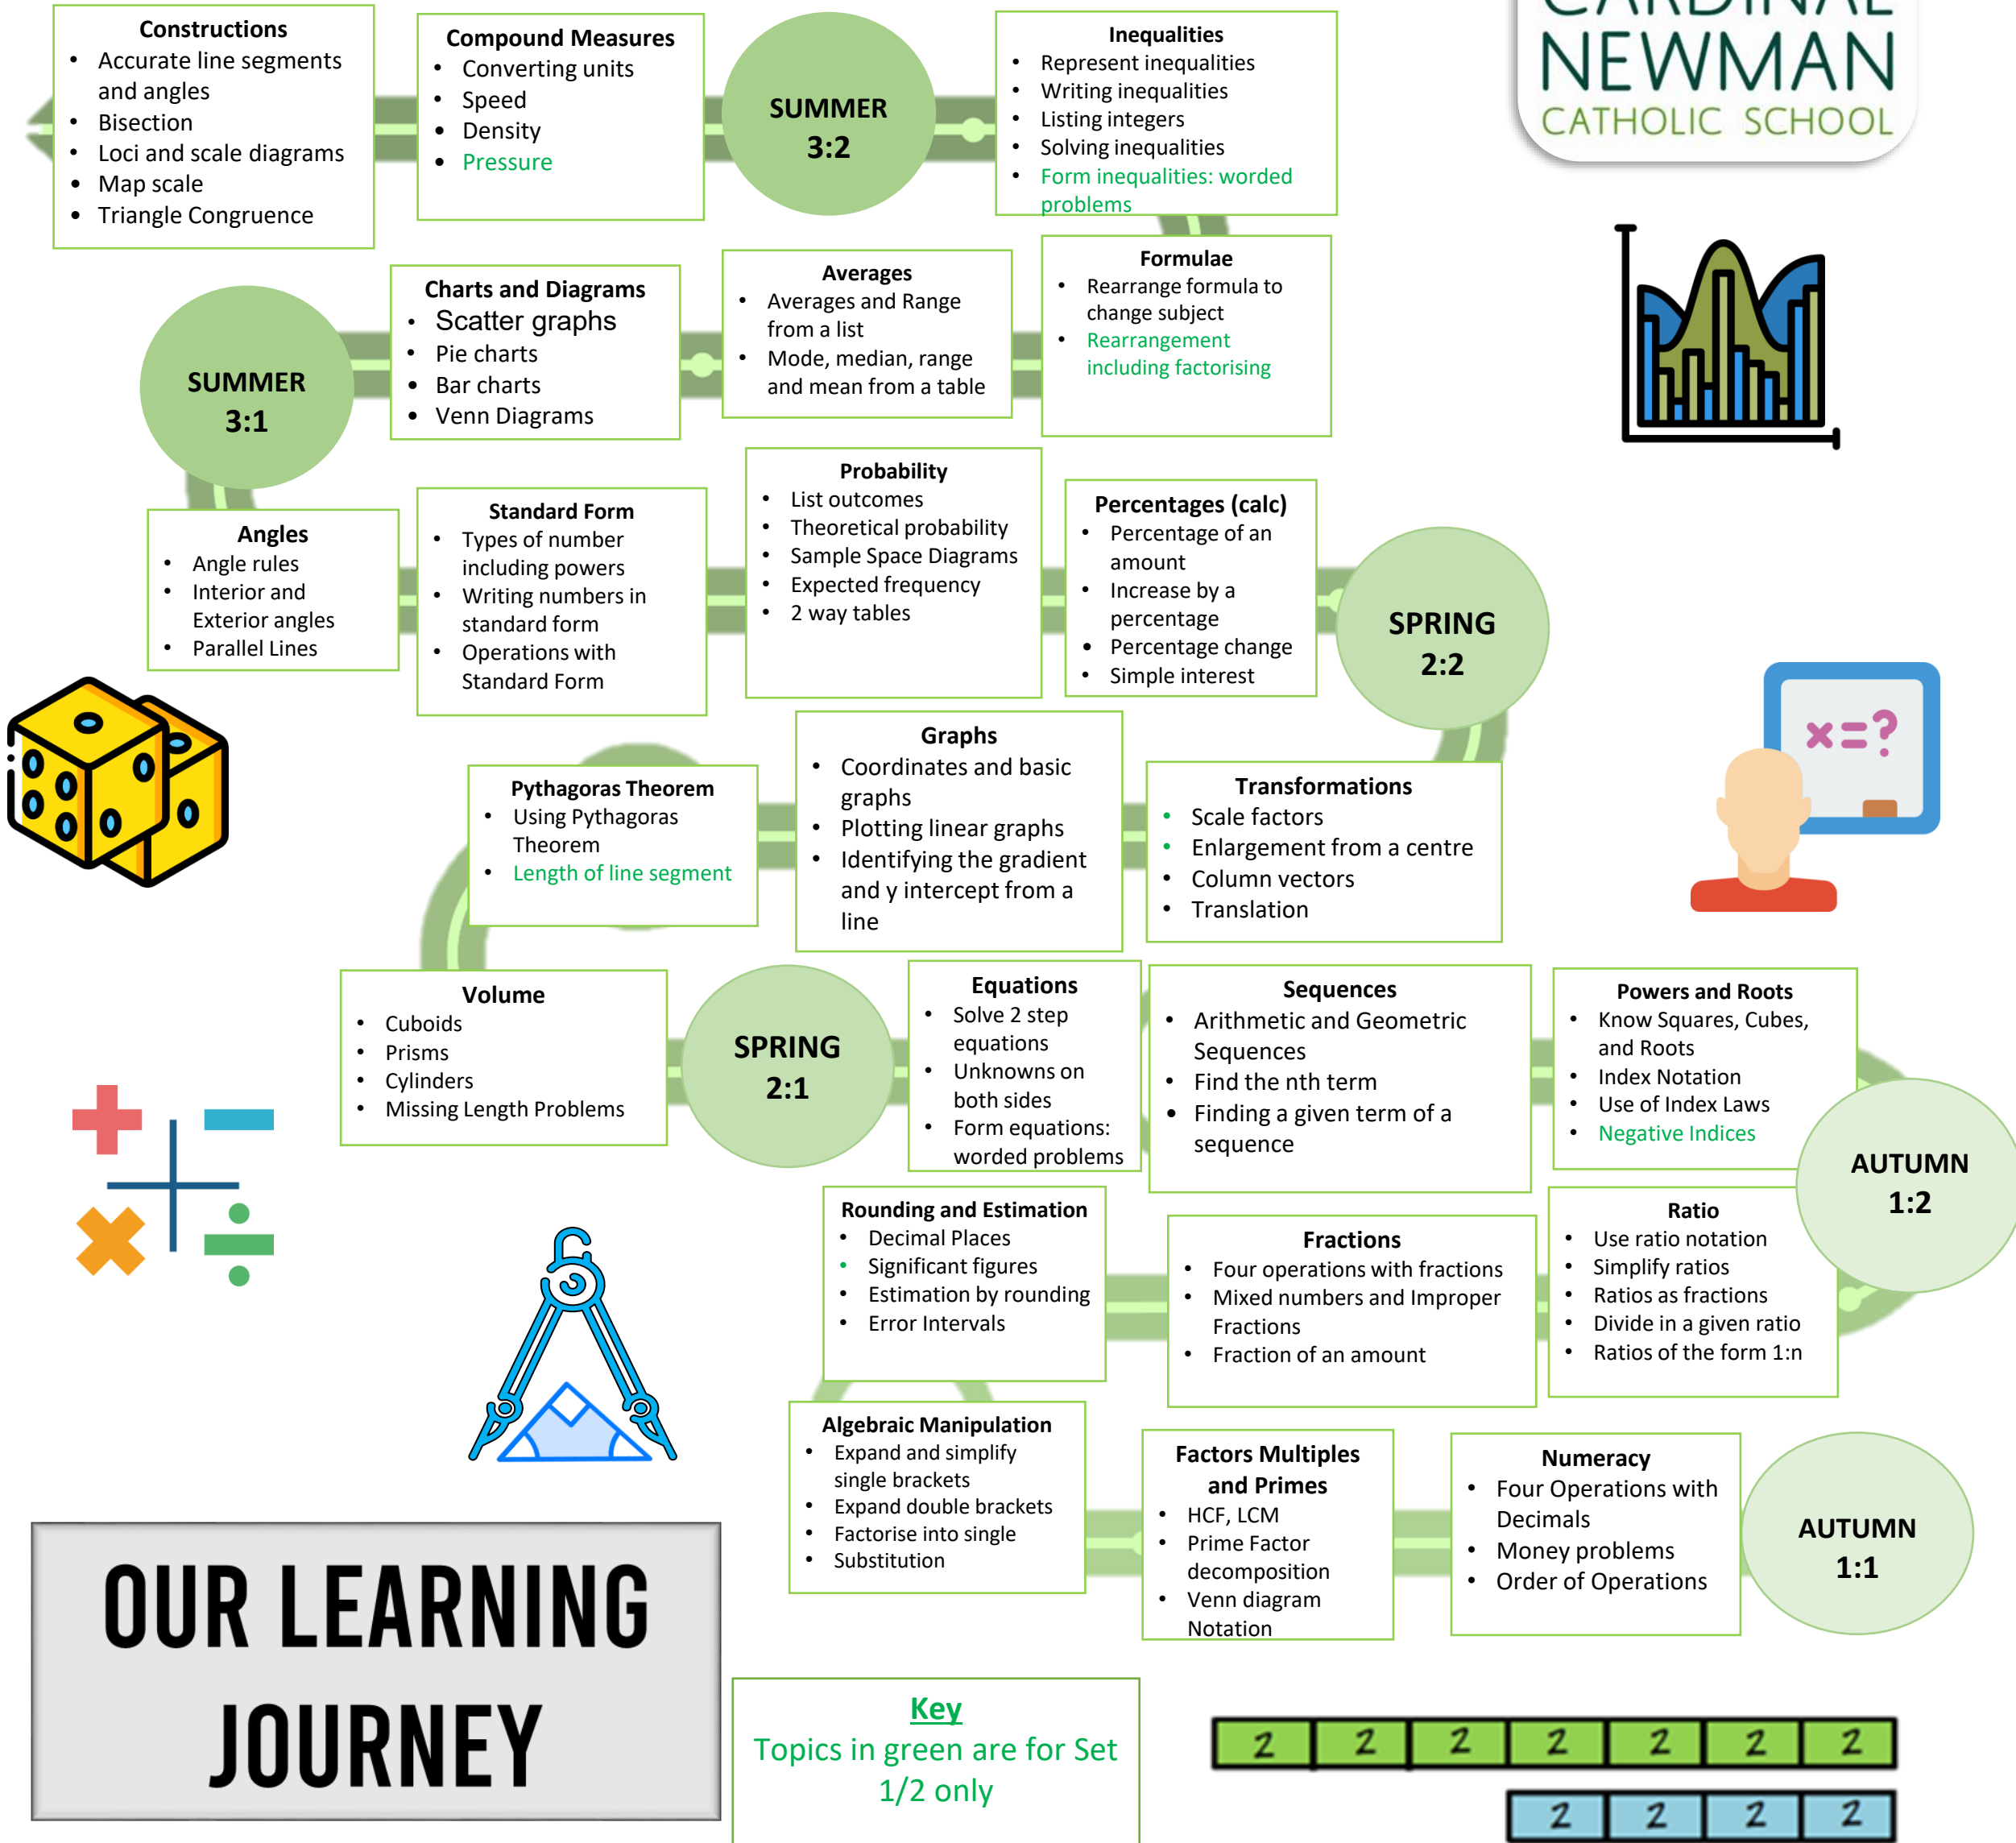 CARDINAL
NEWMAN
CATHOLIC SCHOOL
Constructions
• Accurate line segments
and angles
• Bisection
• Loci and scale diagrams
• Map scale
• Triangle Congruence
Compound Measures
• Converting units
• Speed
• Density
• Pressure
SUMMER
3:2
Inequalities
• Represent inequalities
• Writing inequalities
• Listing integers
• Solving inequalities
• Form inequalities: worded
problems
SUMMER
3:1
Charts and Diagrams
• Scatter graphs
• Pie charts
• Bar charts
• Venn Diagrams
Averages
• Averages and Range
from a list
• Mode, median, range
and mean from a table
Formulae
• Rearrange formula to
change subject
• Rearrangement
including factorising
Angles
• Angle rules
• Interior and
Exterior angles
• Parallel Lines
Standard Form
• Types of number
including powers
• Writing numbers in
standard form
• Operations with
Standard Form
Probability
• List outcomes
• Theoretical probability
• Sample Space Diagrams
• Expected frequency
• 2 way tables
Percentages (calc)
• Percentage of an
amount
• Increase by a
percentage
• Percentage change
• Simple interest
SPRING
2:2
Pythagoras Theorem
• Using Pythagoras
Theorem
• Length of line segment
Graphs
• Coordinates and basic
graphs
• Plotting linear graphs
• Identifying the gradient
and y intercept from a
line
Transformations
• Scale factors
• Enlargement from a centre
• Column vectors
• Translation
x=?
Volume
• Cuboids
• Prisms
• Cylinders
• Missing Length Problems
SPRING
2:1
Equations
• Solve 2 step
equations
• Unknowns on
both sides
• Form equations:
worded problems
Sequences
• Arithmetic and Geometric
Sequences
• Find the nth term
• Finding a given term of a
sequence
Powers and Roots
• Know Squares, Cubes,
and Roots
• Index Notation
• Use of Index Laws
• Negative Indices
AUTUMN
1:2
Rounding and Estimation
• Decimal Places
• Significant figures
• Estimation by rounding
• Error Intervals
Fractions
• Four operations with fractions
• Mixed numbers and Improper
Fractions
• Fraction of an amount
Ratio
• Use ratio notation
• Simplify ratios
• Ratios as fractions
• Divide in a given ratio
• Ratios of the form 1:n
Algebraic Manipulation
• Expand and simplify
single brackets
• Expand double brackets
• Factorise into single
• Substitution
Factors Multiples
and Primes
• HCF, LCM
• Prime Factor
decomposition
• Venn diagram
Notation
Numeracy
• Four Operations with
Decimals
• Money problems
• Order of Operations
AUTUMN
1:1
OUR LEARNING
JOURNEY
Key
Topics in green are for Set
1/2 only
2 2 2 2 2 2 2
2 2 2 2